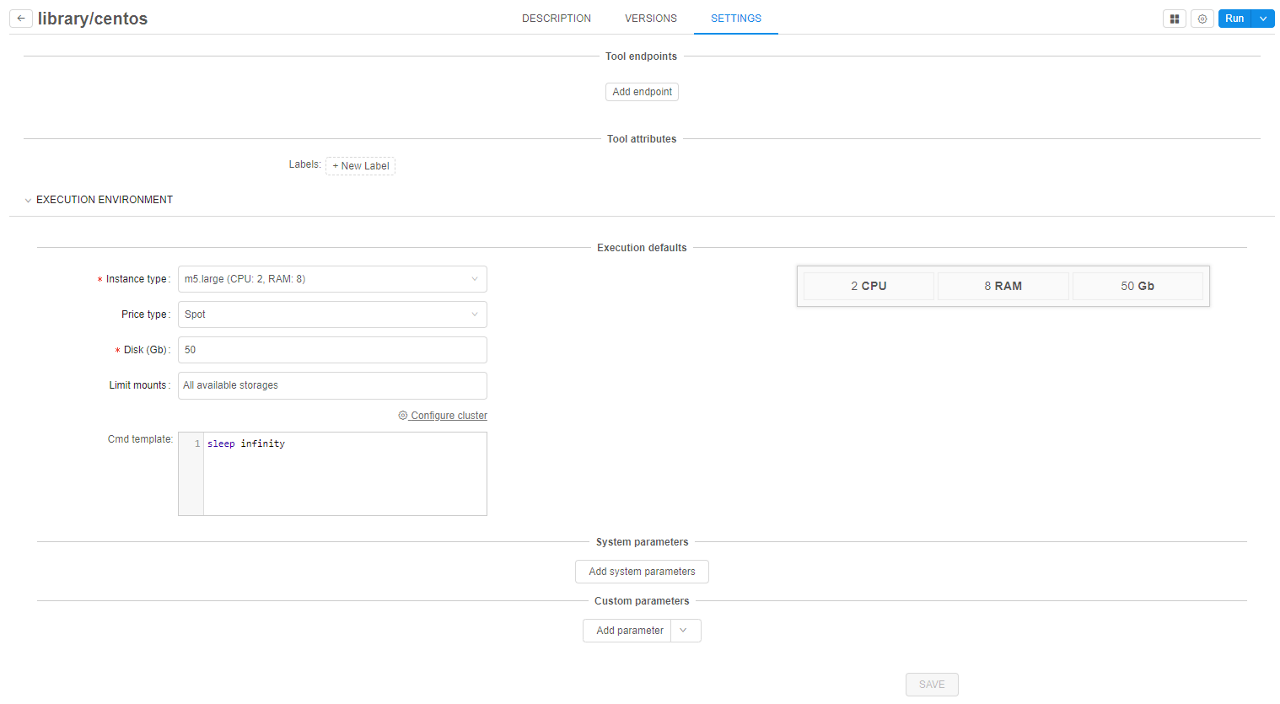 library/centos
DESCRIPTION VERSIONS SETTINGS
Run
Tool endpoints
Add endpoint
Tool attributes
Labels: + New Label
EXECUTION ENVIRONMENT
Execution defaults
* Instance type: m5.large (CPU: 2, RAM: 8)
2 CPU 8 RAM 50 Gb
Price type: Spot
* Disk (Gb): 50
Limit mounts: All available storages
Configure cluster
Cmd template: 1 sleep infinity
System parameters
Add system parameters
Custom parameters
Add parameter
SAVE